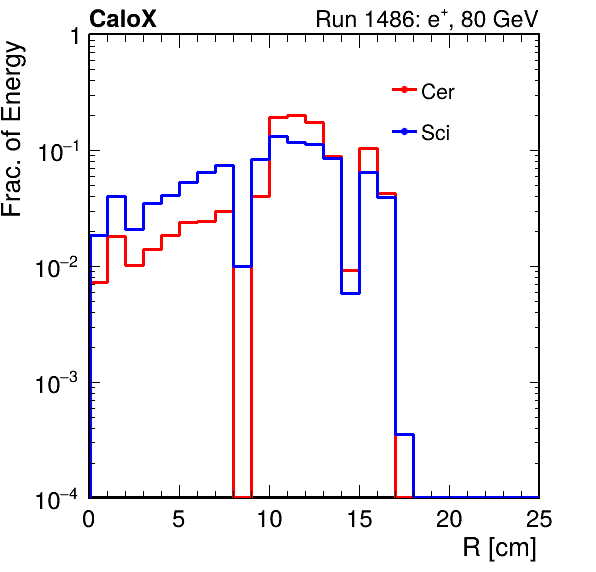 CaloX Run 1486: e⁺, 80 GeV
Frac. of Energy
1
10⁻¹
10⁻²
10⁻³
10⁻⁴
Cer
Sci
0 5 10 15 20 25
R [cm]